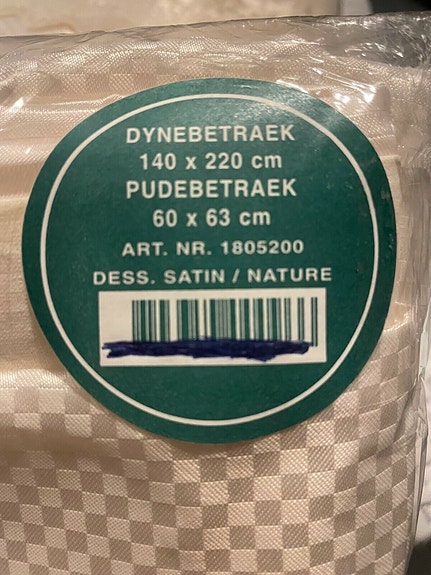 DYNEBETRAEK
140 x 220 cm
PUDEBETRAEK
60 x 63 cm
ART. NR. 1805200
DESS. SATIN / NATURE